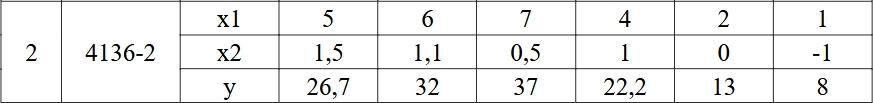 x1 5 6 7 4 2 1
2 4136-2 x2 1,5 1,1 0,5 1 0 -1
y 26,7 32 37 22,2 13 8